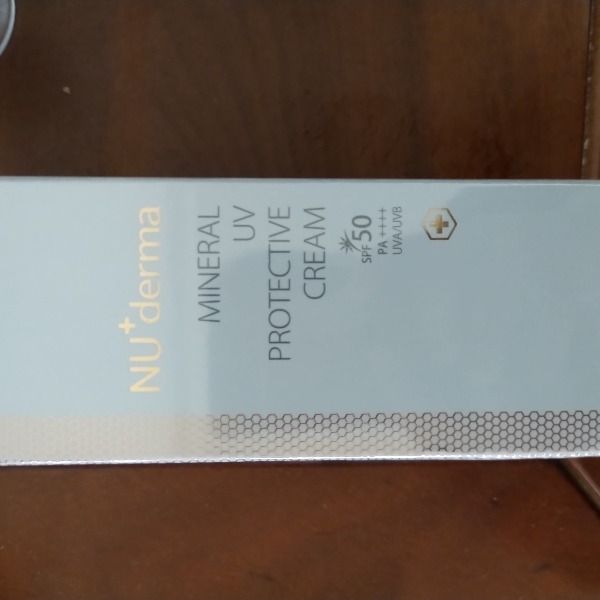 NU+derma
MINERAL
UV
PROTECTIVE
CREAM
SPF 50
PA ++++
UVA/UVB